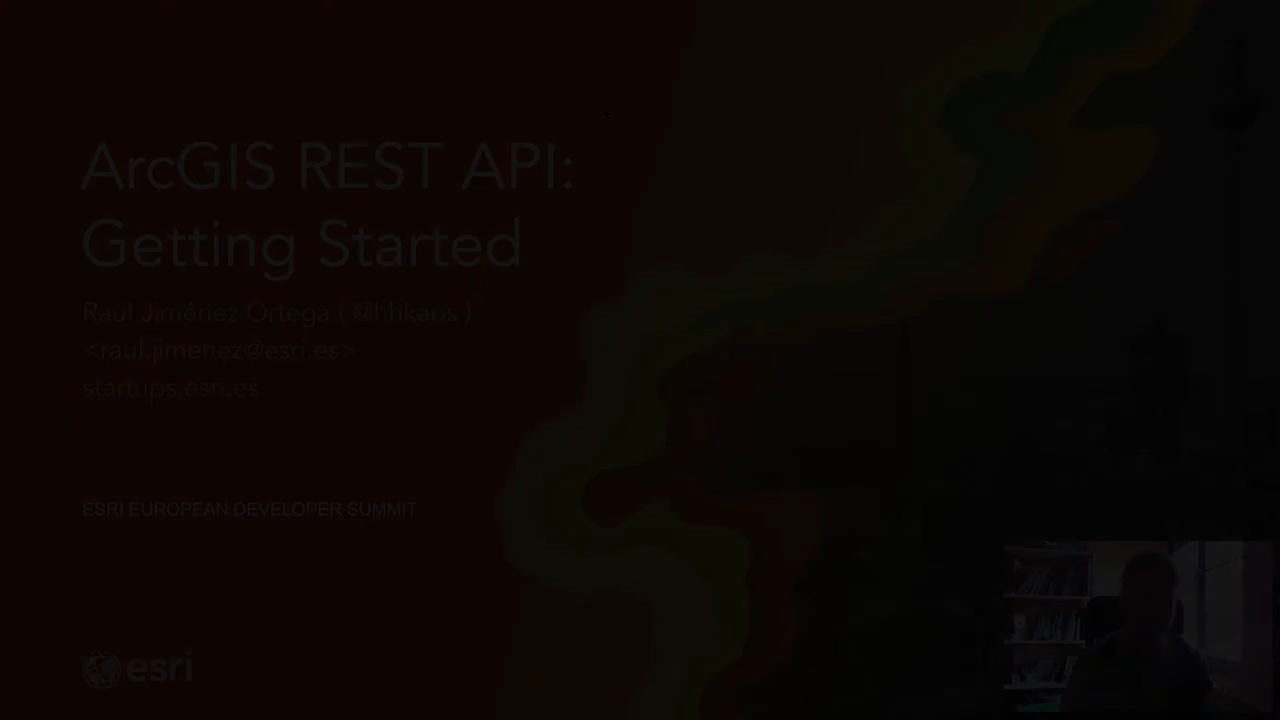 ArcGIS REST API:
Getting Started
Raul Jiménez Ortega ( @hhkaos )
<raul.jimenez@esri.es>
startups.esri.es
ESRI EUROPEAN DEVELOPER SUMMIT
esri